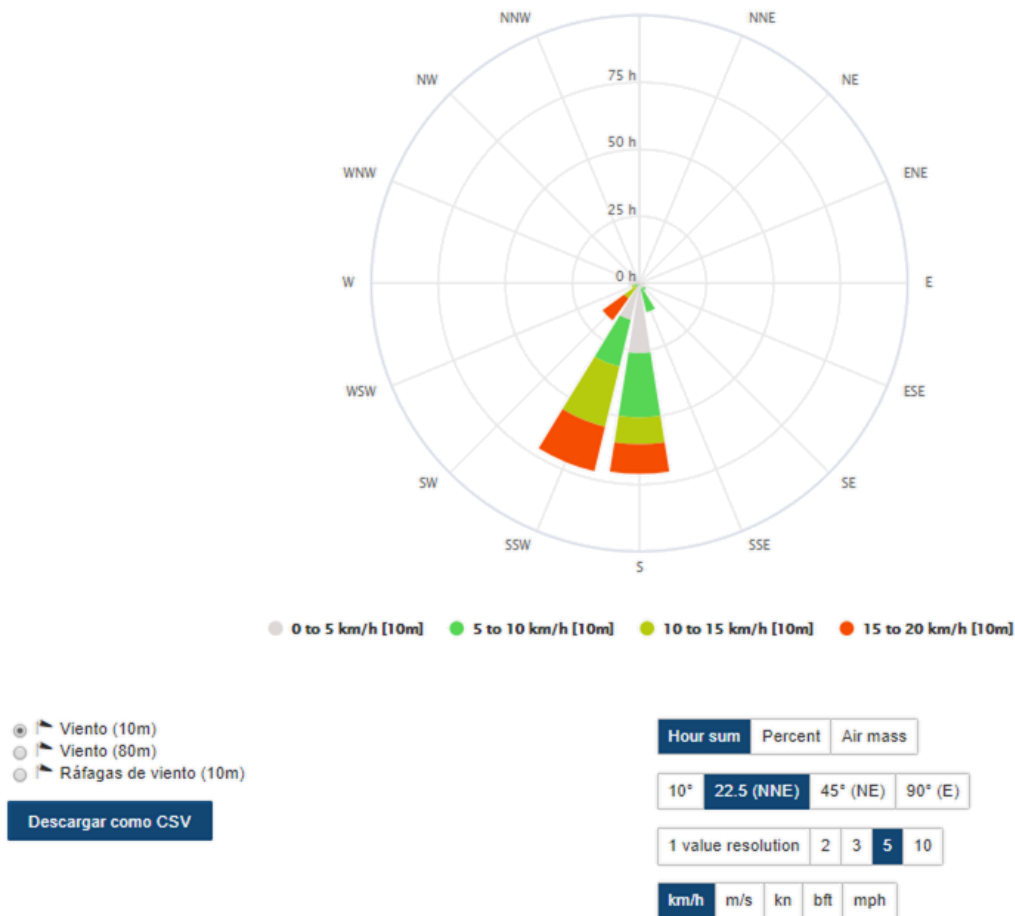 NNW NNE
NW 75 h NE
50 h
WNW ENE
25 h
W 0 h E
WSW ESE
SW SE
SSW SSE
S
0 to 5 km/h [10m] 5 to 10 km/h [10m] 10 to 15 km/h [10m] 15 to 20 km/h [10m]
Viento (10m)
Viento (80m)
Ráfagas de viento (10m)
Descargar como CSV
Hour sum Percent Air mass
10° 22.5 (NNE) 45° (NE) 90° (E)
1 value resolution 2 3 5 10
km/h m/s kn bft mph